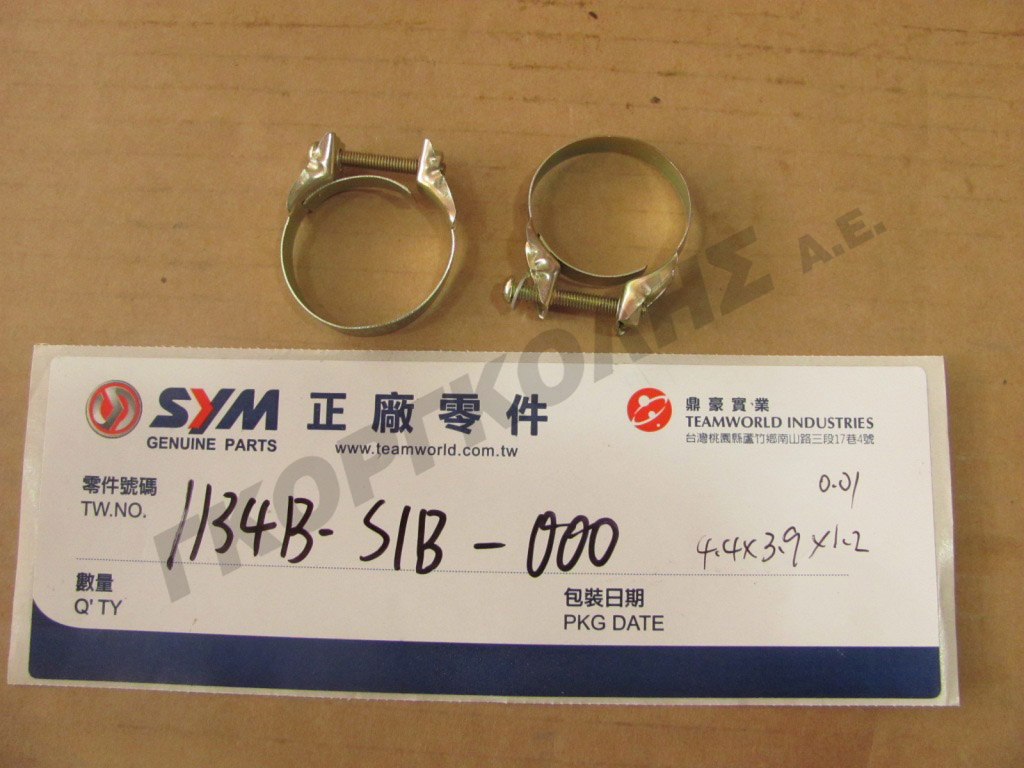 ΓΚΟΡΓΚΟΛΗΣ Α.Ε.
SYM
GENUINE PARTS
正廠零件
www.teamworld.com.tw
鼎豪實業
TEAMWORLD INDUSTRIES
台灣桃園縣蘆竹鄉南山路三段17巷4號
零件號碼
TW.NO.
1134B-S1B-000
0.01
4.4x3.9x1.2
數量
Q'TY
包裝日期
PKG DATE